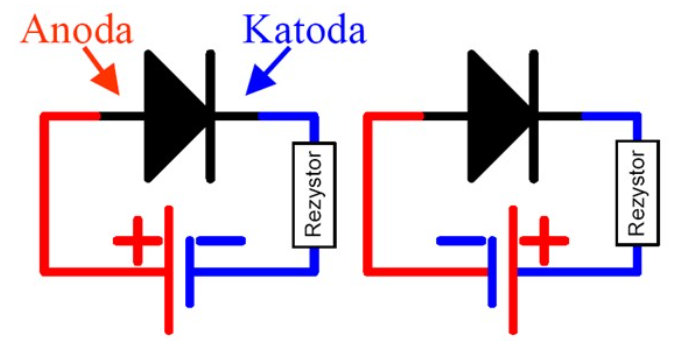 Anoda
Katoda
Rezystor
Rezystor
+
-
-
+